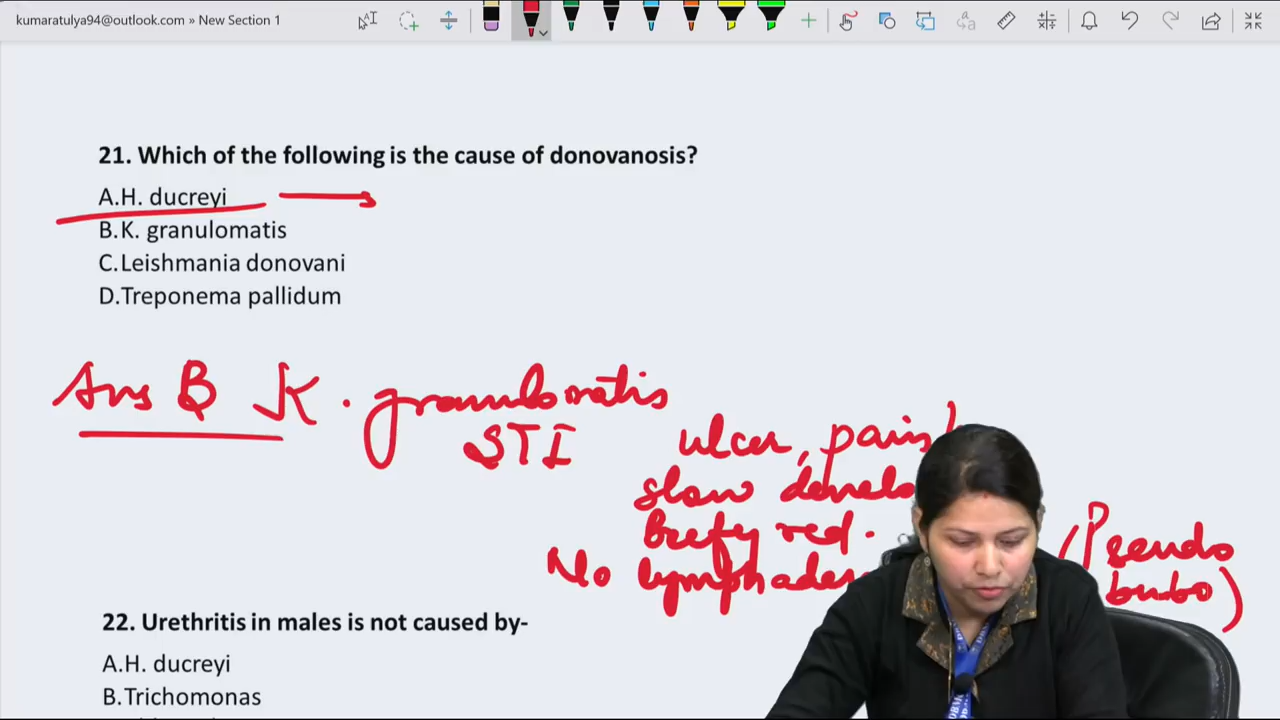 kumaratulya94@outlook.com » New Section 1
21. Which of the following is the cause of donovanosis?
A.H. ducreyi
B.K. granulomatis
C.Leishmania donovani
D.Treponema pallidum
Ans B K. granulomatis
STI
ulcer,
slow
Beefy red.
No
(Pseudo
bubo)
22. Urethritis in males is not caused by-
A.H. ducreyi
B.Trichomonas